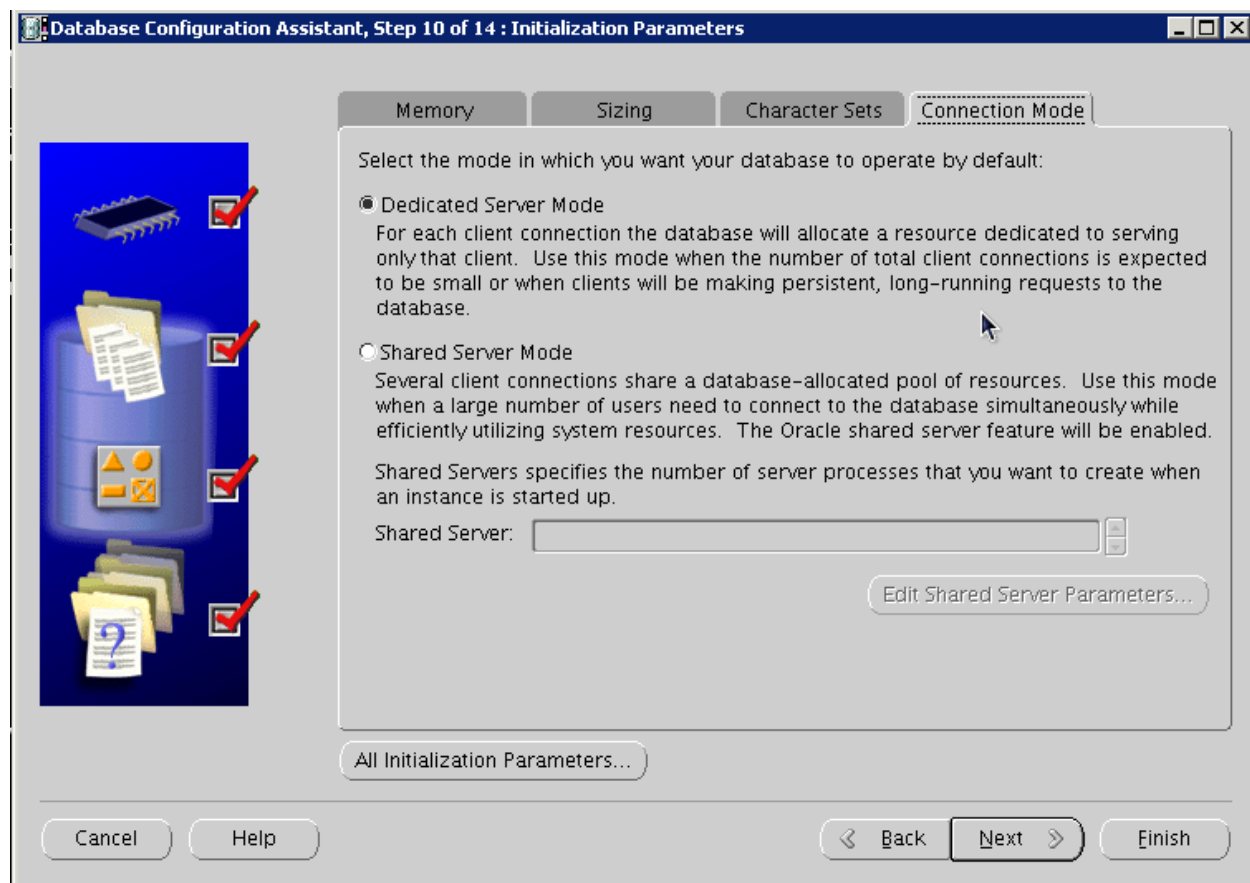 Database Configuration Assistant, Step 10 of 14 : Initialization Parameters
Memory
Sizing
Character Sets
Connection Mode
Select the mode in which you want your database to operate by default:
Dedicated Server Mode
For each client connection the database will allocate a resource dedicated to serving
only that client. Use this mode when the number of total client connections is expected
to be small or when clients will be making persistent, long-running requests to the
database.
Shared Server Mode
Several client connections share a database-allocated pool of resources. Use this mode
when a large number of users need to connect to the database simultaneously while
efficiently utilizing system resources. The Oracle shared server feature will be enabled.
Shared Servers specifies the number of server processes that you want to create when
an instance is started up.
Shared Server:
Edit Shared Server Parameters...
?
All Initialization Parameters...
Cancel
Help
Back
Next
Finish